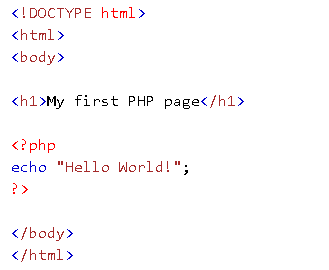 <!DOCTYPE html>
<html>
<body>
<h1>My first PHP page</h1>
<?php
echo "Hello World!";
?>
</body>
</html>